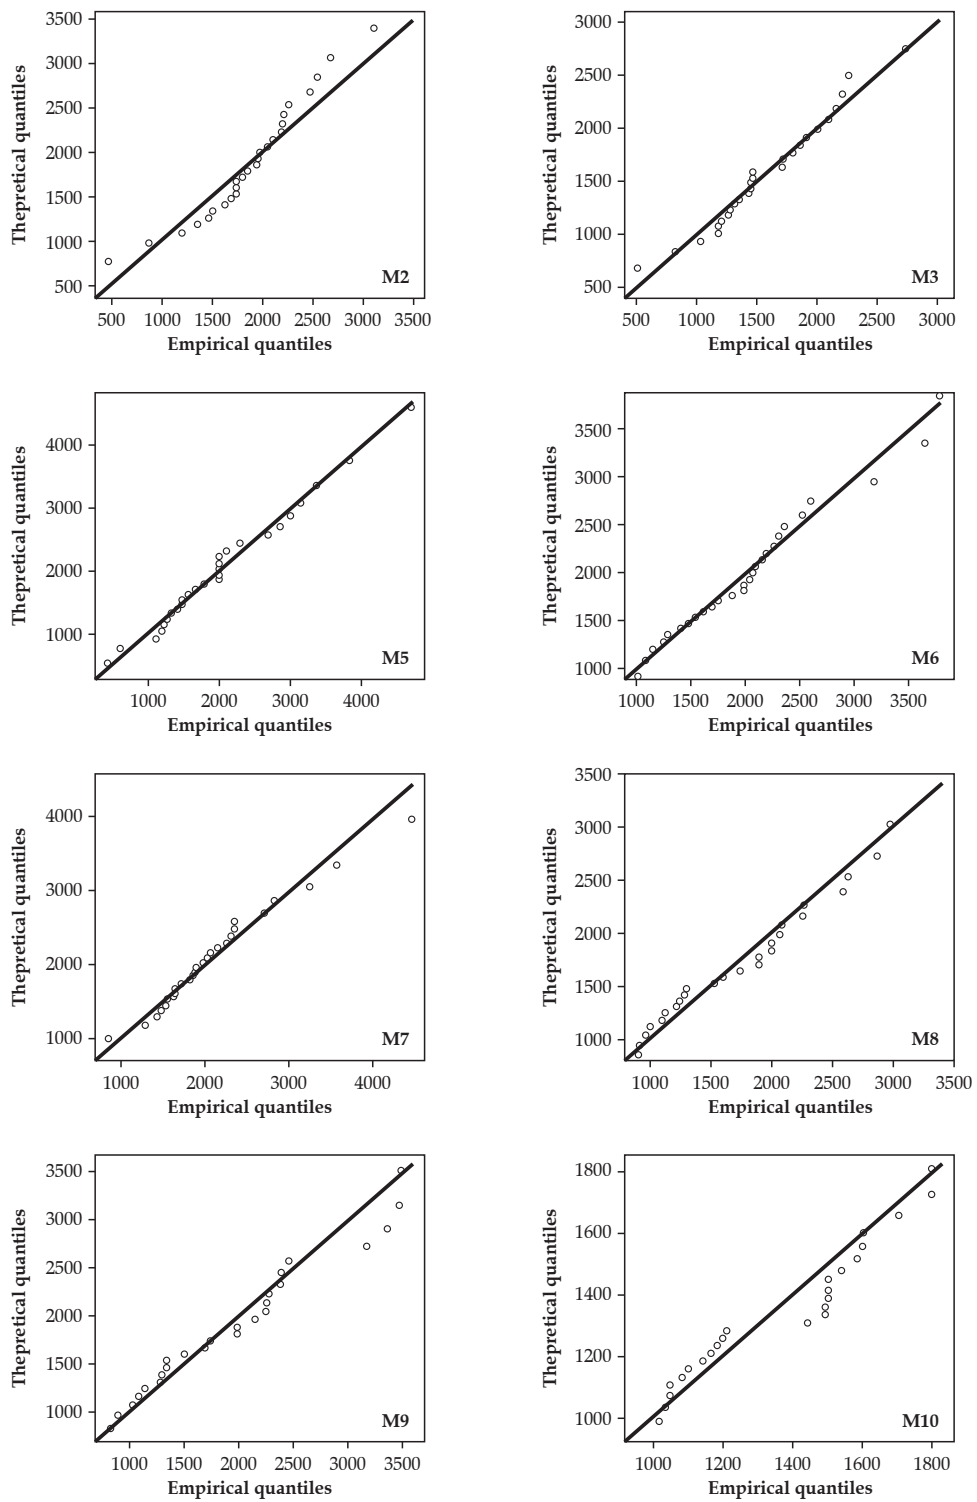 3500
3000
2500
2000
1500
1000
500
Thepretical quantiles
M2
500 1000 1500 2000 2500 3000 3500
Empirical quantiles
3000
2500
2000
1500
1000
500
Thepretical quantiles
M3
500 1000 1500 2000 2500 3000
Empirical quantiles
4000
3000
2000
1000
Thepretical quantiles
M5
1000 2000 3000 4000
Empirical quantiles
3500
3000
2500
2000
1500
1000
Thepretical quantiles
M6
1000 1500 2000 2500 3000 3500
Empirical quantiles
4000
3000
2000
1000
Thepretical quantiles
M7
1000 2000 3000 4000
Empirical quantiles
3500
3000
2500
2000
1500
1000
Thepretical quantiles
M8
1000 1500 2000 2500 3000 3500
Empirical quantiles
3500
3000
2500
2000
1500
1000
Thepretical quantiles
M9
1000 1500 2000 2500 3000 3500
Empirical quantiles
1800
1600
1400
1200
1000
Thepretical quantiles
M10
1000 1200 1400 1600 1800
Empirical quantiles